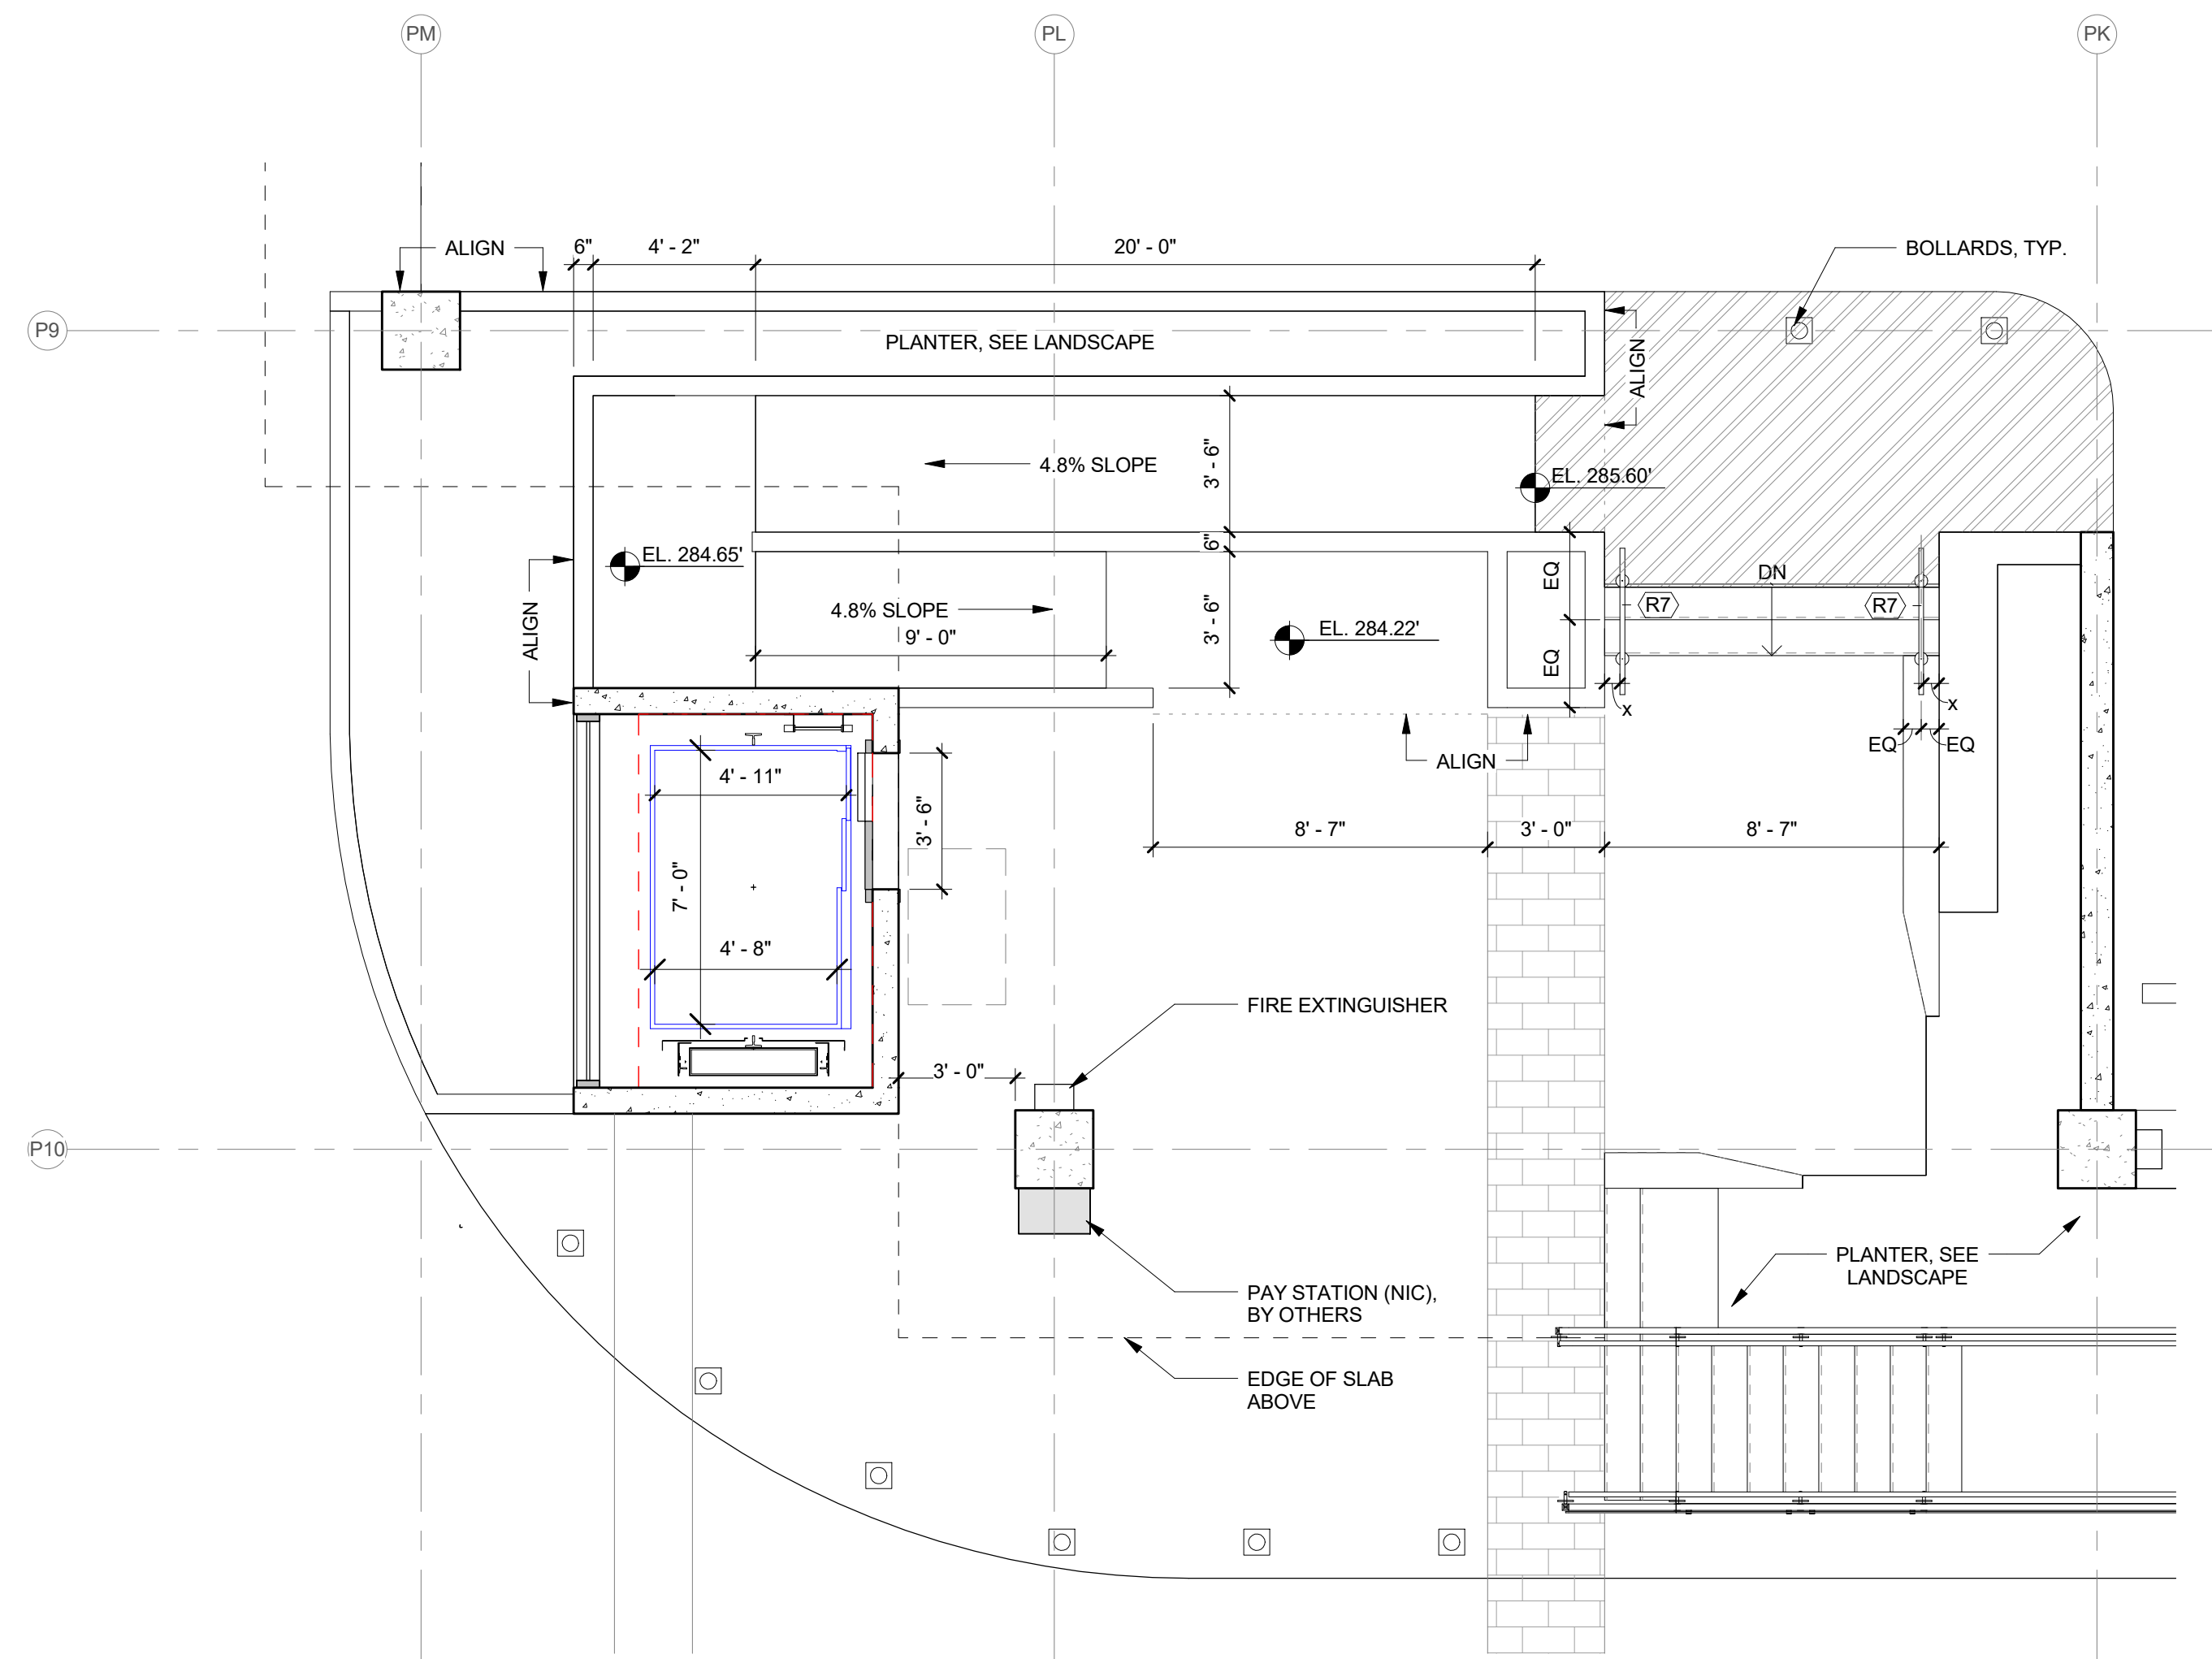 PM
PL
PK
ALIGN
6"
4' - 2"
20' - 0"
BOLLARDS, TYP.
P9
PLANTER, SEE LANDSCAPE
ALIGN
4.8% SLOPE
3' - 6"
EL. 285.60'
EL. 284.65'
6"
EQ
DN
ALIGN
4.8% SLOPE
9' - 0"
3' - 6"
EL. 284.22'
EQ
R7
R7
x
x
EQ
EQ
ALIGN
4' - 11"
3' - 6"
8' - 7"
3' - 0"
8' - 7"
7' - 0"
4' - 8"
FIRE EXTINGUISHER
3' - 0"
P10
PLANTER, SEE
LANDSCAPE
PAY STATION (NIC),
BY OTHERS
EDGE OF SLAB
ABOVE